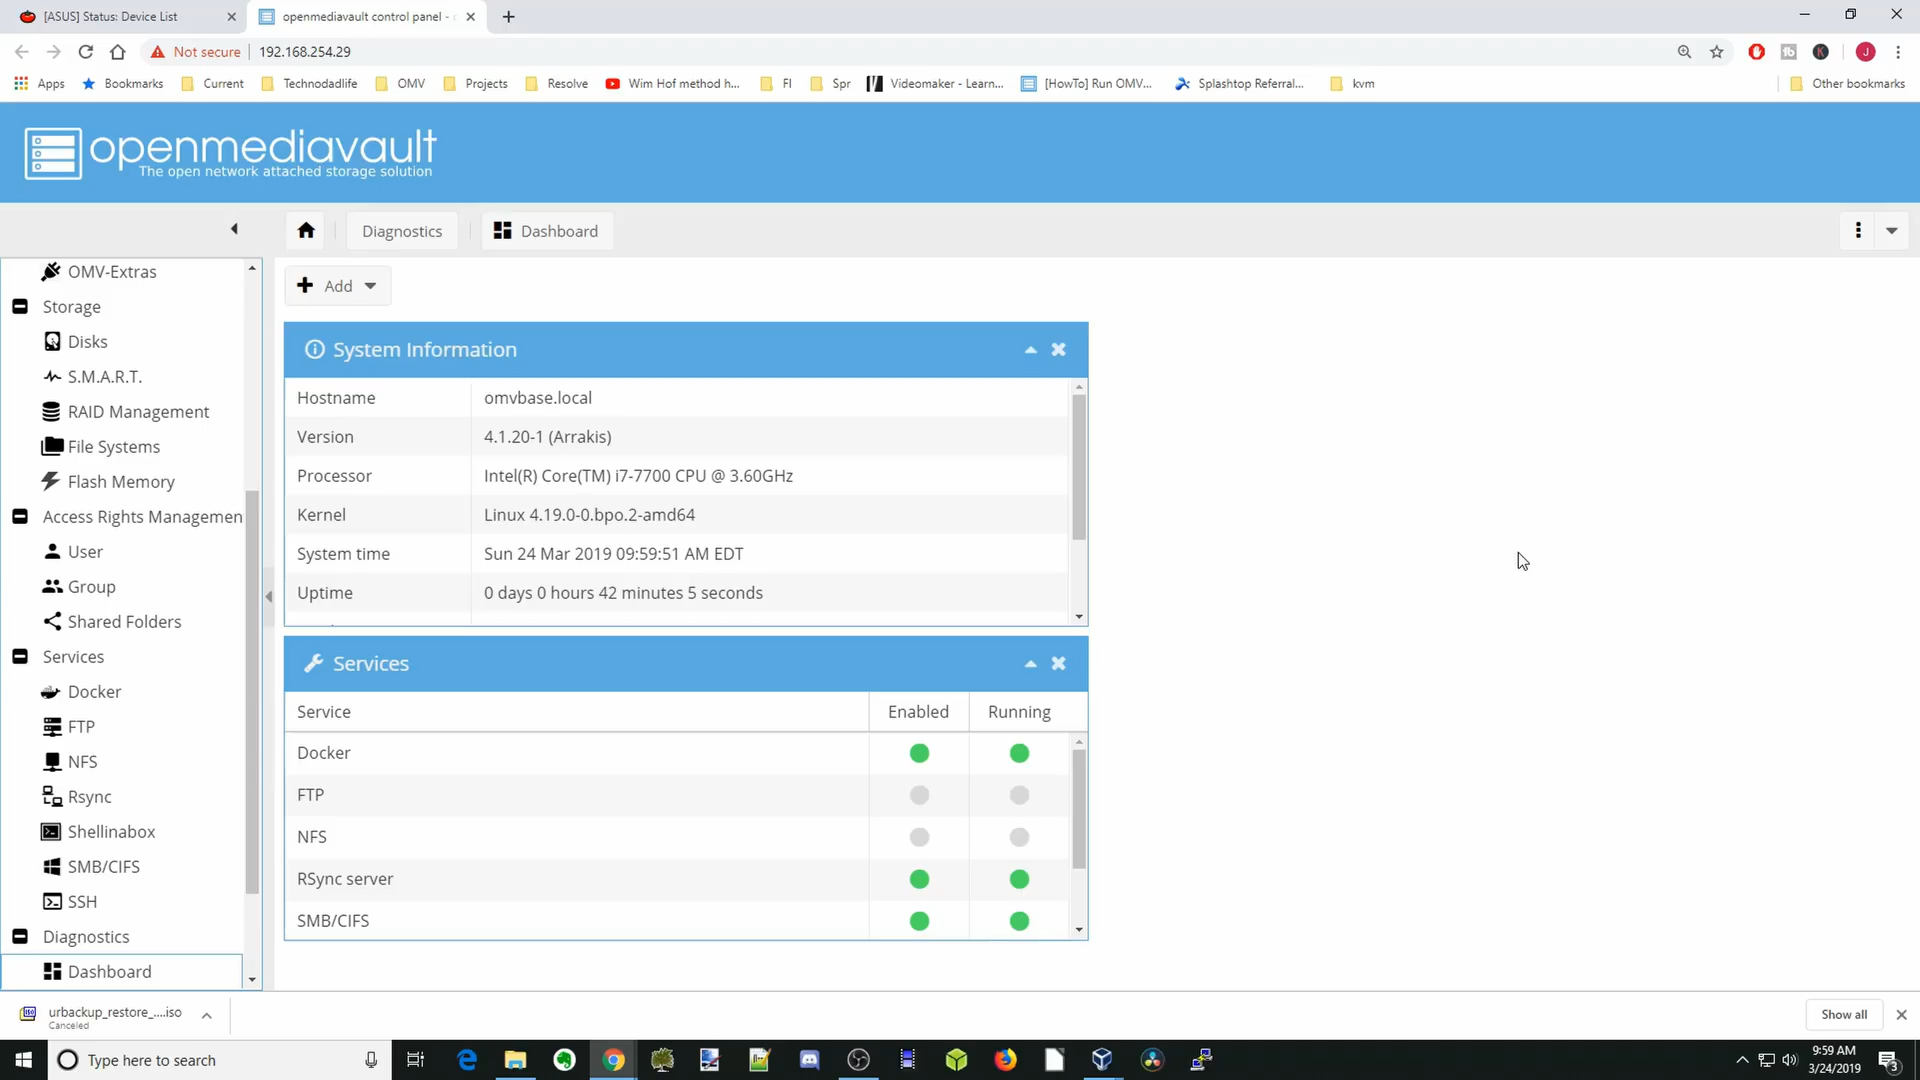 [ASUS] Status: Device List
openmediavault control panel - 
Not secure
192.168.254.29
Apps
Bookmarks
Current
Technodadlife
OMV
Projects
Resolve
Wim Hof method h...
FI
Spr
Videomaker - Learn...
[HowTo] Run OMV...
Splashtop Referral...
kvm
Other bookmarks
openmediavault
The open network attached storage solution
Diagnostics
Dashboard
OMV-Extras
Storage
Disks
S.M.A.R.T.
RAID Management
File Systems
Flash Memory
Access Rights Managemen
User
Group
Shared Folders
Services
Docker
FTP
NFS
Rsync
Shellinabox
SMB/CIFS
SSH
Diagnostics
Dashboard
Add
System Information
Hostname omvbase.local
Version 4.1.20-1 (Arrakis)
Processor Intel(R) Core(TM) i7-7700 CPU @ 3.60GHz
Kernel Linux 4.19.0-0.bpo.2-amd64
System time Sun 24 Mar 2019 09:59:51 AM EDT
Uptime 0 days 0 hours 42 minutes 5 seconds
Services
Service Enabled Running
Docker
FTP
NFS
RSync server
SMB/CIFS
urbackup_restore_....iso
Canceled
Show all
Type here to search
9:59 AM
3/24/2019
3